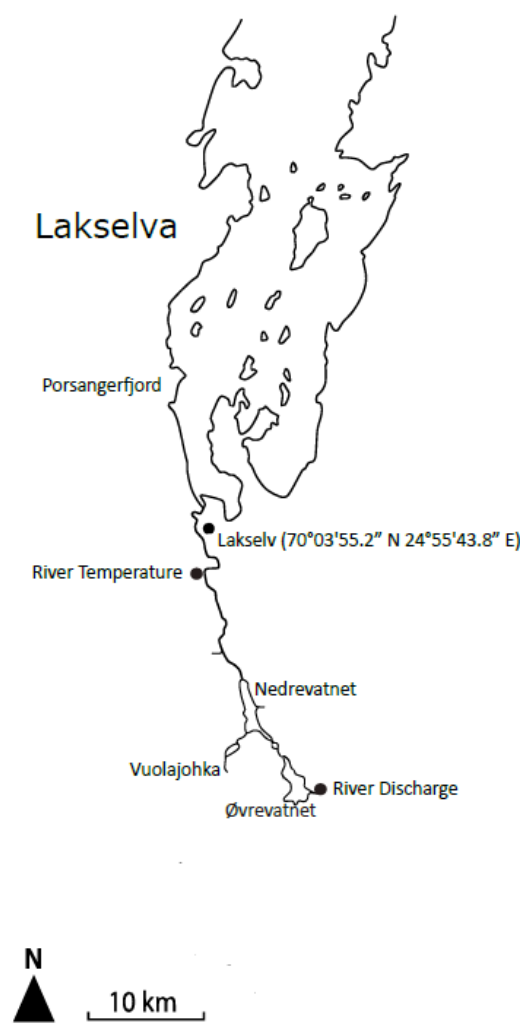 Lakselva
Porsangerfjord
Lakselv (70°03'55.2” N 24°55'43.8” E)
River Temperature
Nedrevatnet
Vuolajohka
River Discharge
Øvrevatnet
N
10 km